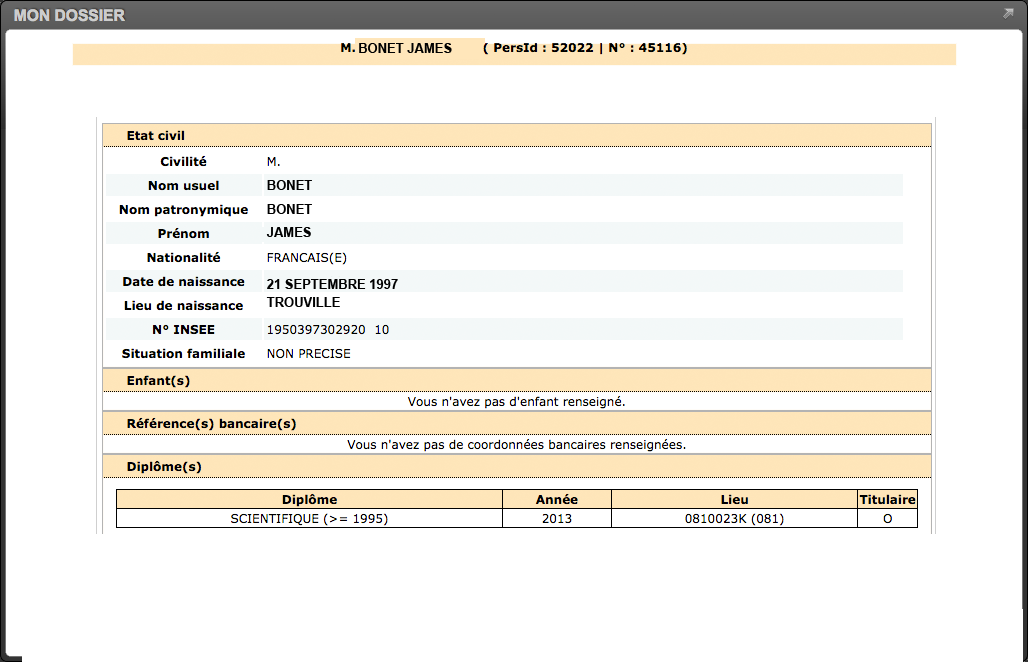 MON DOSSIER
M. BONET JAMES ( PersId : 52022 | N° : 45116)
Etat civil
Civilité M.
Nom usuel BONET
Nom patronymique BONET
Prénom JAMES
Nationalité FRANCAIS(E)
Date de naissance 21 SEPTEMBRE 1997
Lieu de naissance TROUVILLE
N° INSEE 1950397302920 10
Situation familiale NON PRECISE
Enfant(s)
Vous n'avez pas d'enfant renseigné.
Référence(s) bancaire(s)
Vous n'avez pas de coordonnées bancaires renseignées.
Diplôme(s)
Diplôme Année Lieu Titulaire
SCIENTIFIQUE (>= 1995) 2013 0810023K (081) O